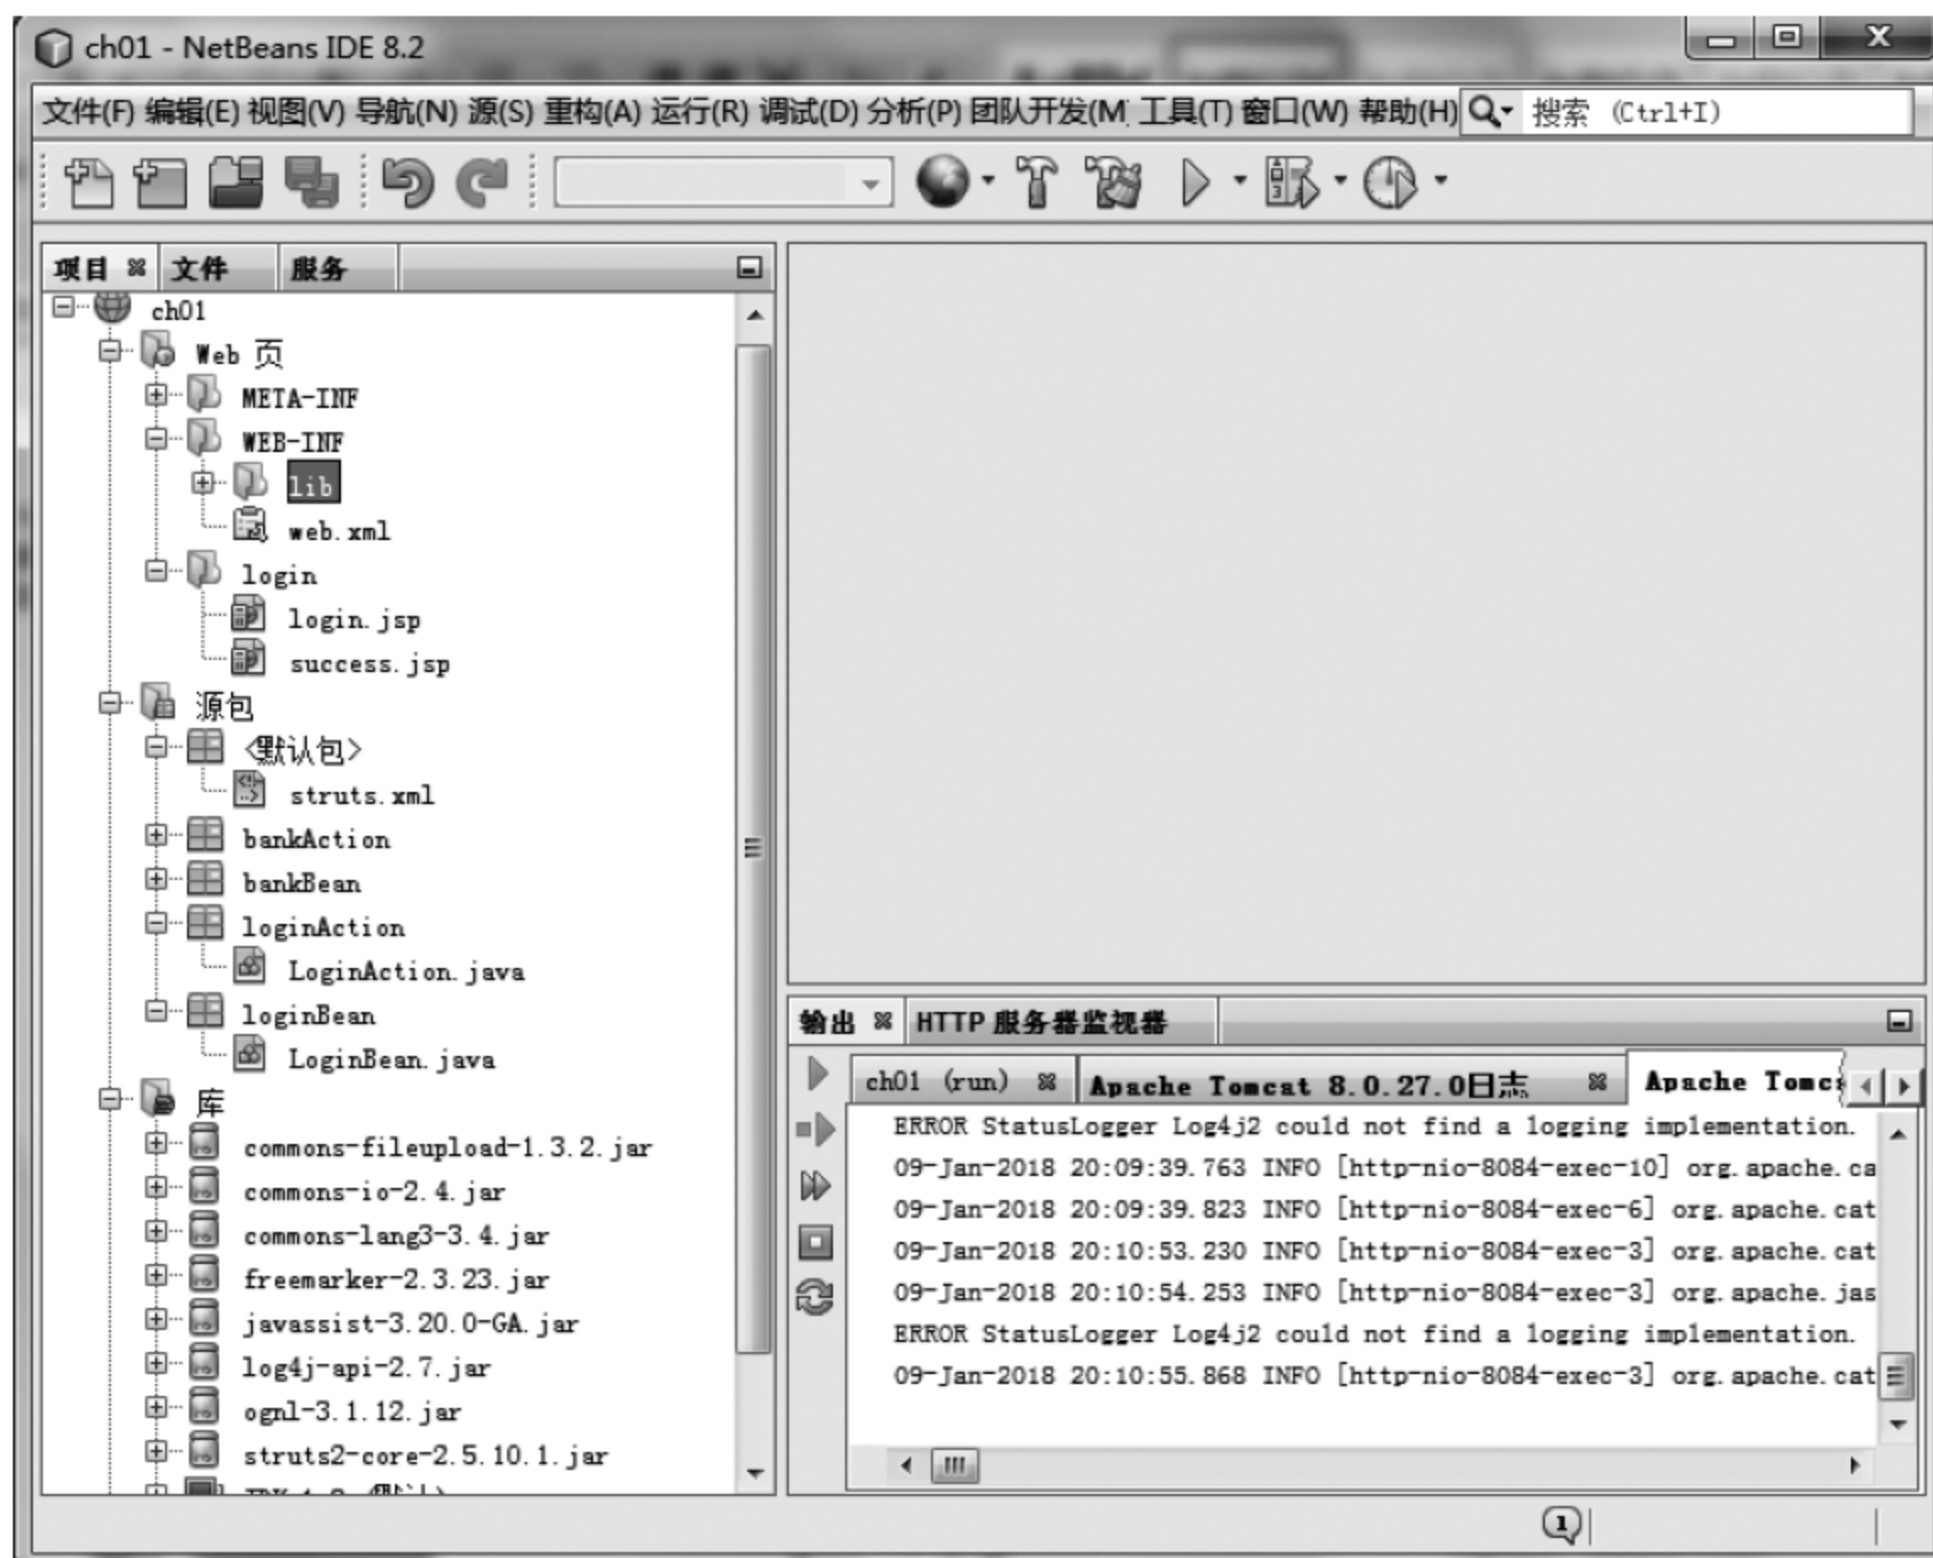 ch01 - NetBeans IDE 8.2
文件(F) 编辑(E) 视图(V) 导航(N) 源(S) 重构(A) 运行(R) 调试(D) 分析(P) 团队开发(M 工具(T) 窗口(W) 帮助(H) 搜索 (Ctrl+I)
项目 文件 服务
ch01
Web 页
META-INF
WEB-INF
lib
web.xml
login
login.jsp
success.jsp
源包
<默认包>
struts.xml
bankAction
bankBean
loginAction
LoginAction.java
loginBean
LoginBean.java
库
commons-fileupload-1.3.2.jar
commons-io-2.4.jar
commons-lang3-3.4.jar
freemarker-2.3.23.jar
javassist-3.20.0-GA.jar
log4j-api-2.7.jar
ognl-3.1.12.jar
struts2-core-2.5.10.1.jar
输出 HTTP 服务器监视器
ch01 (run) Apache Tomcat 8.0.27.0日志 Apache Tomc
ERROR StatusLogger Log4j2 could not find a logging implementation.
09-Jan-2018 20:09:39.763 INFO [http-nio-8084-exec-10] org.apache.ca
09-Jan-2018 20:09:39.823 INFO [http-nio-8084-exec-6] org.apache.cat
09-Jan-2018 20:10:53.230 INFO [http-nio-8084-exec-3] org.apache.cat
09-Jan-2018 20:10:54.253 INFO [http-nio-8084-exec-3] org.apache.jas
ERROR StatusLogger Log4j2 could not find a logging implementation.
09-Jan-2018 20:10:55.868 INFO [http-nio-8084-exec-3] org.apache.cat
1